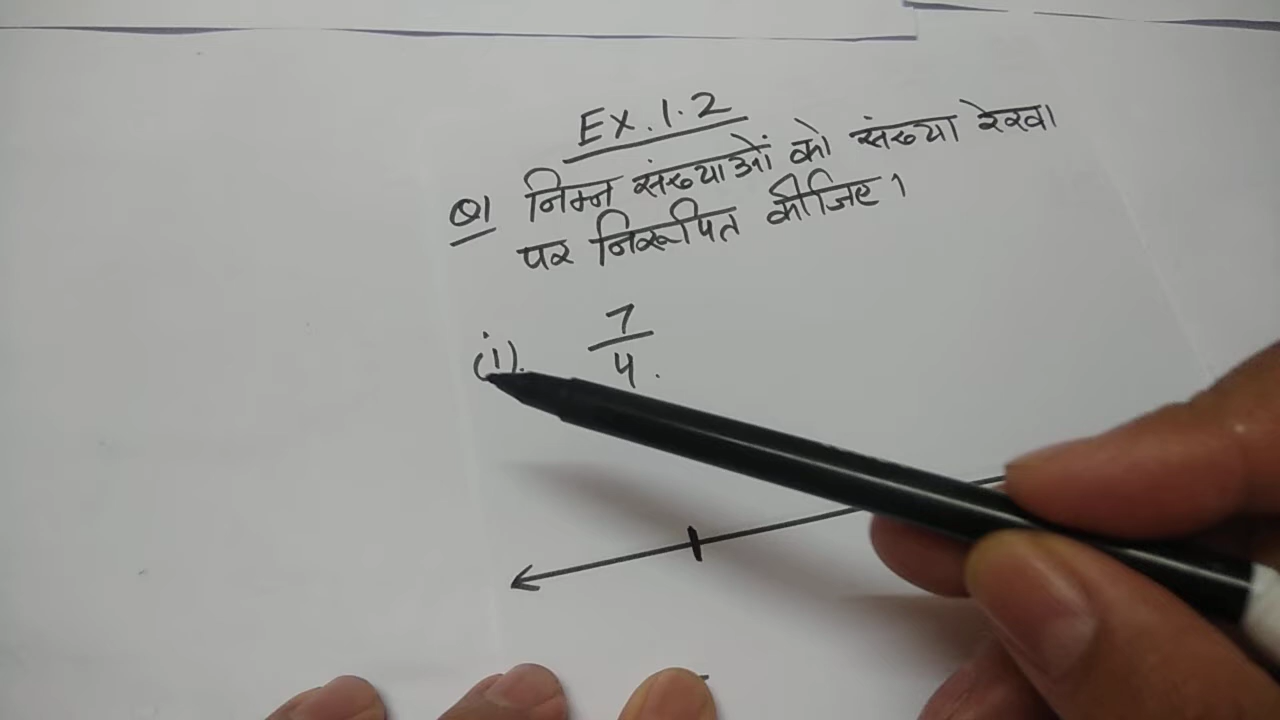 Ex. 1.2
Q1 निम्न संख्याओं को संख्या रेखा
पर निरूपित कीजिए।
(i). 7/4.